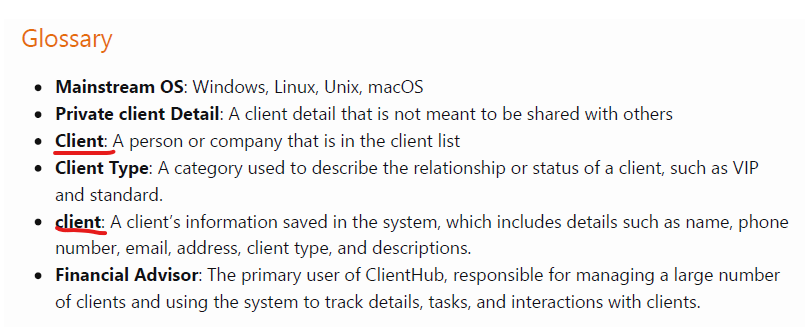 Glossary
• Mainstream OS: Windows, Linux, Unix, macOS
• Private client Detail: A client detail that is not meant to be shared with others
• Client: A person or company that is in the client list
• Client Type: A category used to describe the relationship or status of a client, such as VIP
and standard.
• client: A client’s information saved in the system, which includes details such as name, phone
number, email, address, client type, and descriptions.
• Financial Advisor: The primary user of ClientHub, responsible for managing a large number
of clients and using the system to track details, tasks, and interactions with clients.